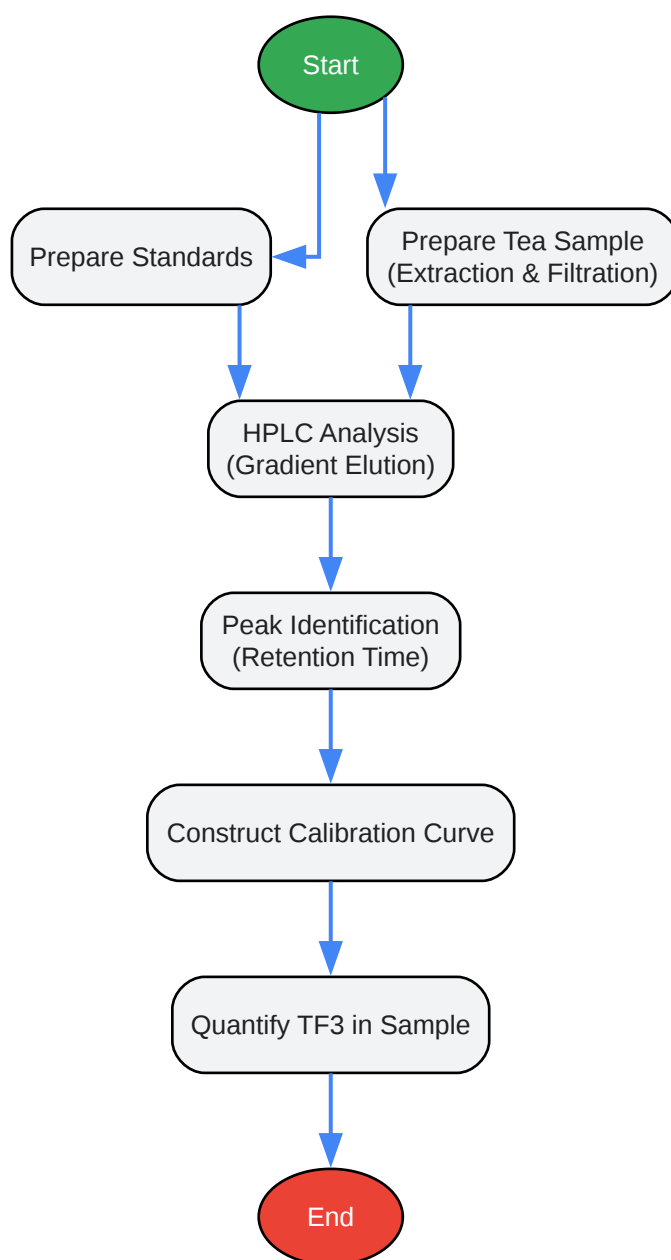 Start
Prepare Standards
Prepare Tea Sample
(Extraction & Filtration)
HPLC Analysis
(Gradient Elution)
Peak Identification
(Retention Time)
Construct Calibration Curve
Quantify TF3 in Sample
End